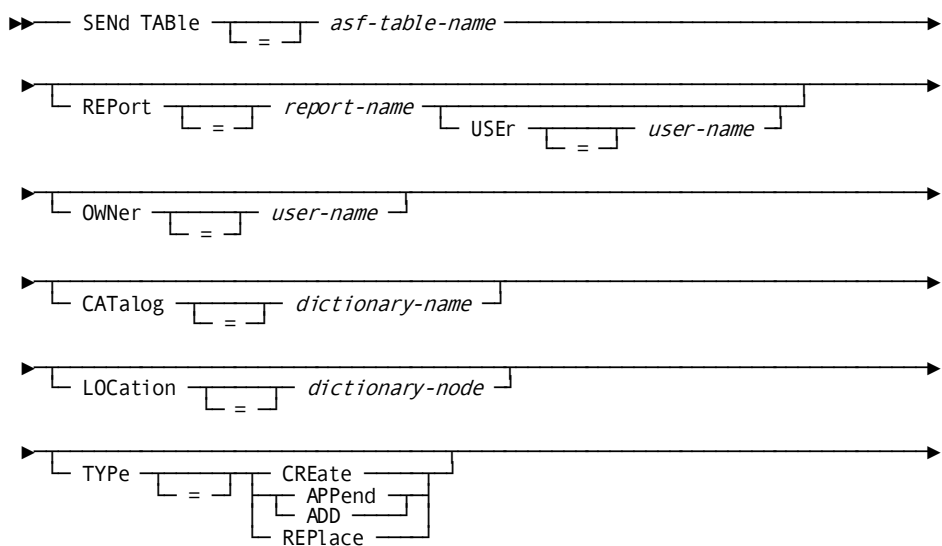 SENd TABle = asf-table-name
REPort = report-name USEr = user-name
OWNer = user-name
CATalog = dictionary-name
LOCation = dictionary-node
TYPe = CREate
APPend
ADD
REPlace